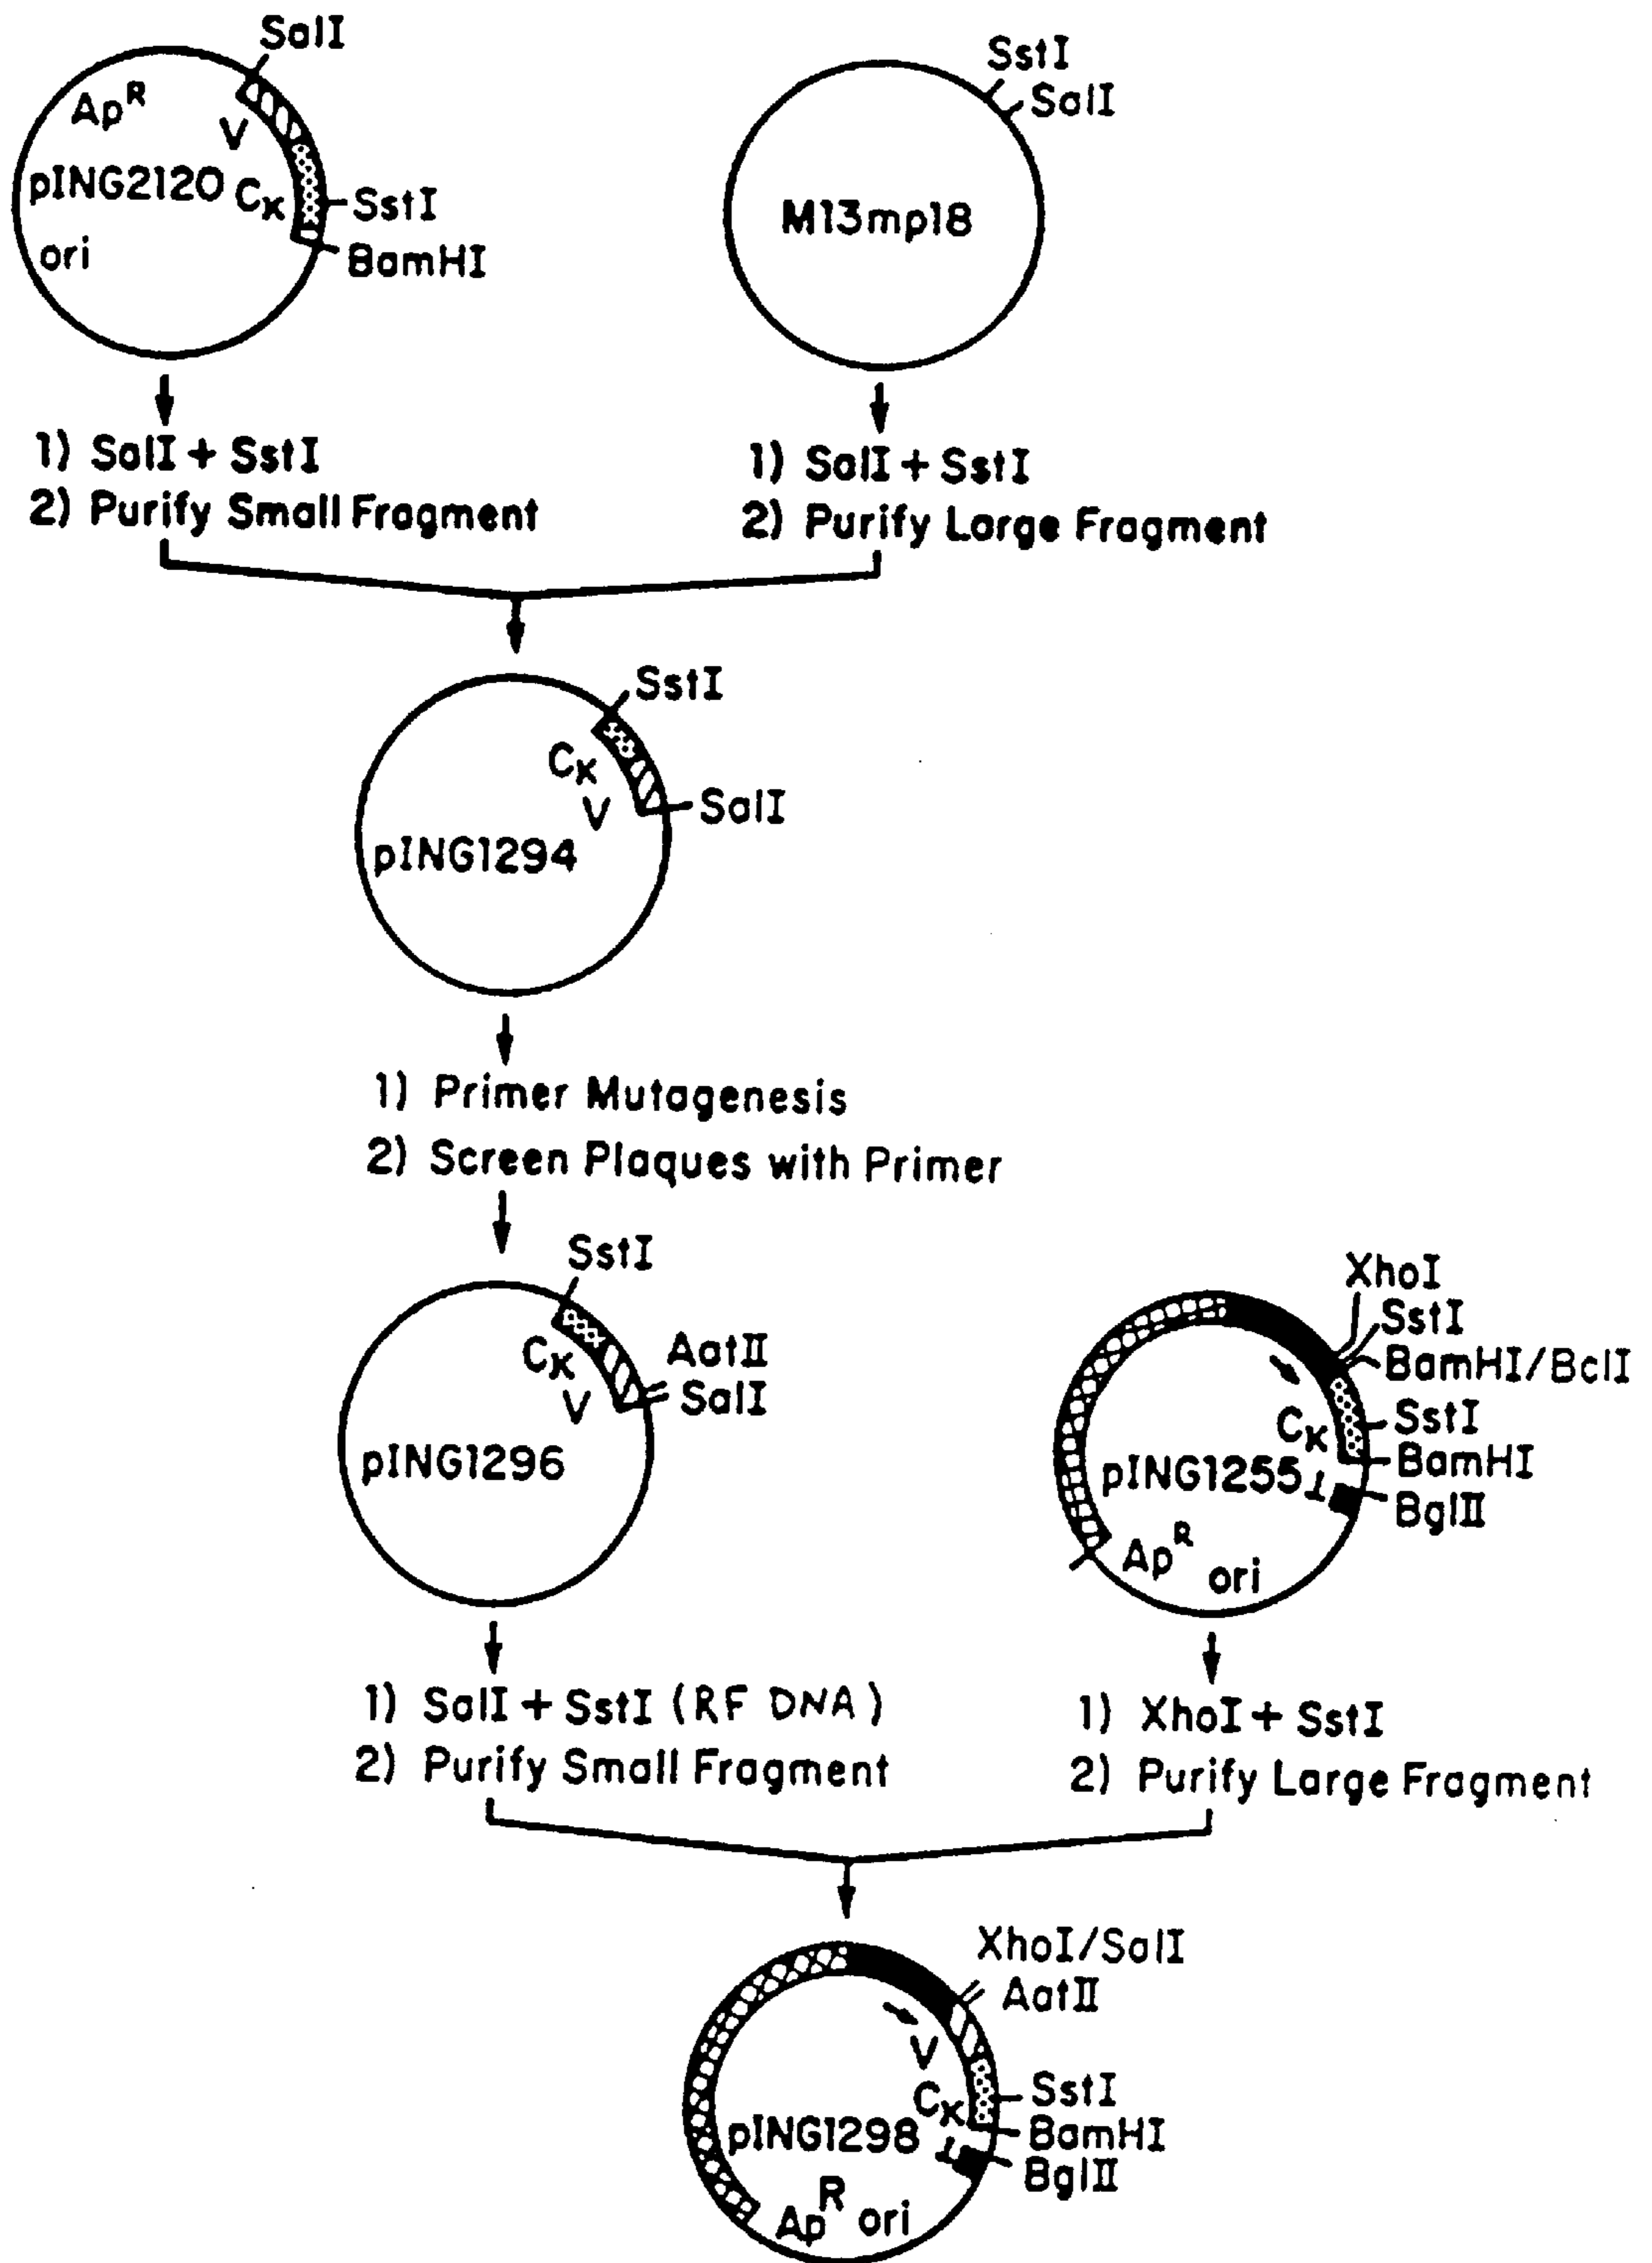 SalI
Ap^R
V
pING2120
Cκ
SstI
ori
BamHI
SstI
SalI
M13mp18
1) SalI + SstI
2) Purify Small Fragment
1) SalI + SstI
2) Purify Large Fragment
SstI
Cκ
V
SalI
pING1294
1) Primer Mutagenesis
2) Screen Plaques with Primer
SstI
Cκ
AatII
V
SalI
pING1296
XhoI
SstI
BamHI/BclI
Cκ
SstI
pING1255
BamHI
BglII
Ap^R
ori
1) SalI + SstI (RF DNA)
2) Purify Small Fragment
1) XhoI + SstI
2) Purify Large Fragment
XhoI/SalI
AatII
V
Cκ
SstI
pING1298
BamHI
BglII
Ap^R ori